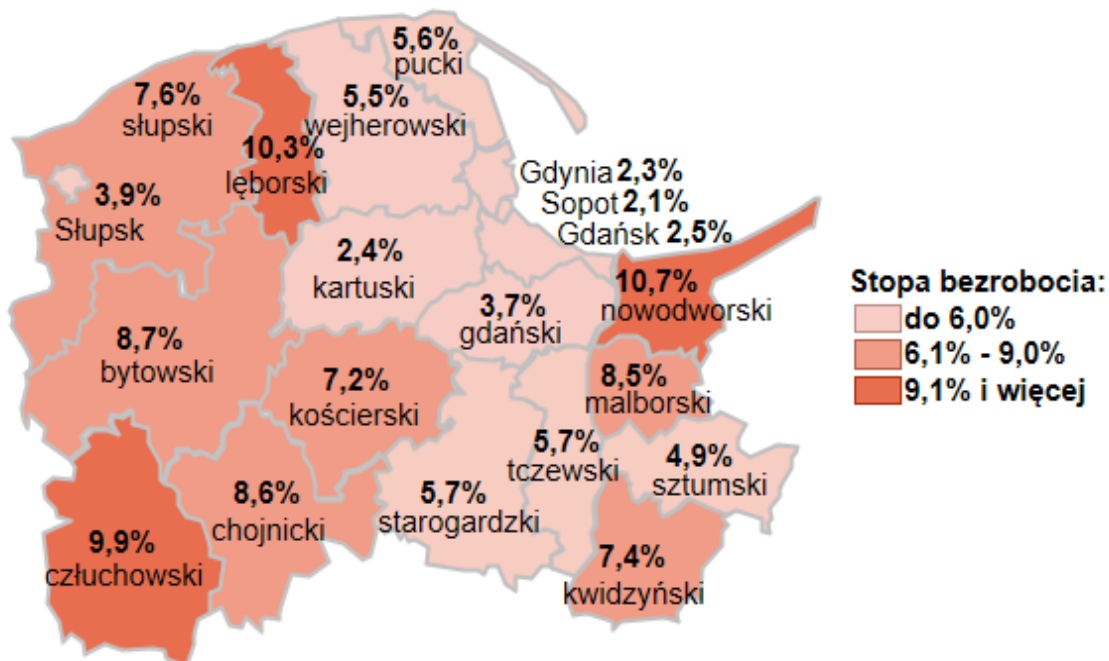 5,6%
pucki
7,6%
słupski
5,5%
wejherowski
10,3%
lęborski
Gdynia 2,3%
Sopot 2,1%
Gdańsk 2,5%
3,9%
Słupsk
2,4%
kartuski
3,7%
gdański
10,7%
nowodworski
8,7%
bytowski
7,2%
kościerski
8,5%
malborski
5,7%
tczewski
4,9%
sztumski
8,6%
chojnicki
5,7%
starogardzki
9,9%
człuchowski
7,4%
kwidzyński
Stopa bezrobocia:
do 6,0%
6,1% - 9,0%
9,1% i więcej